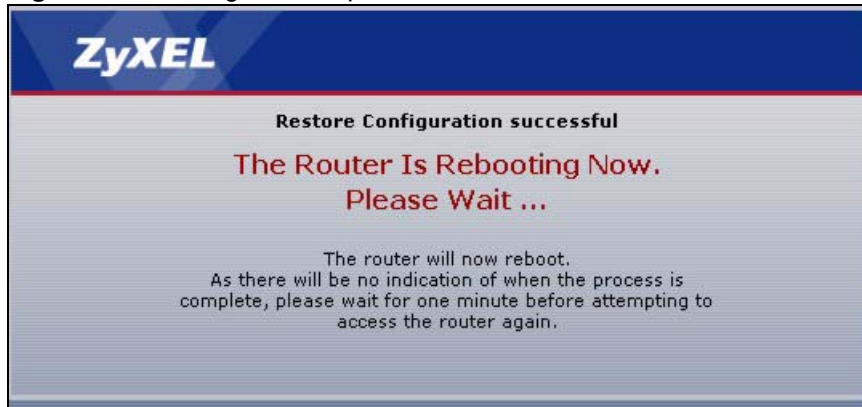 ZyXEL
Restore Configuration successful
The Router Is Rebooting Now.
Please Wait ...
The router will now reboot.
As there will be no indication of when the process is
complete, please wait for one minute before attempting to
access the router again.